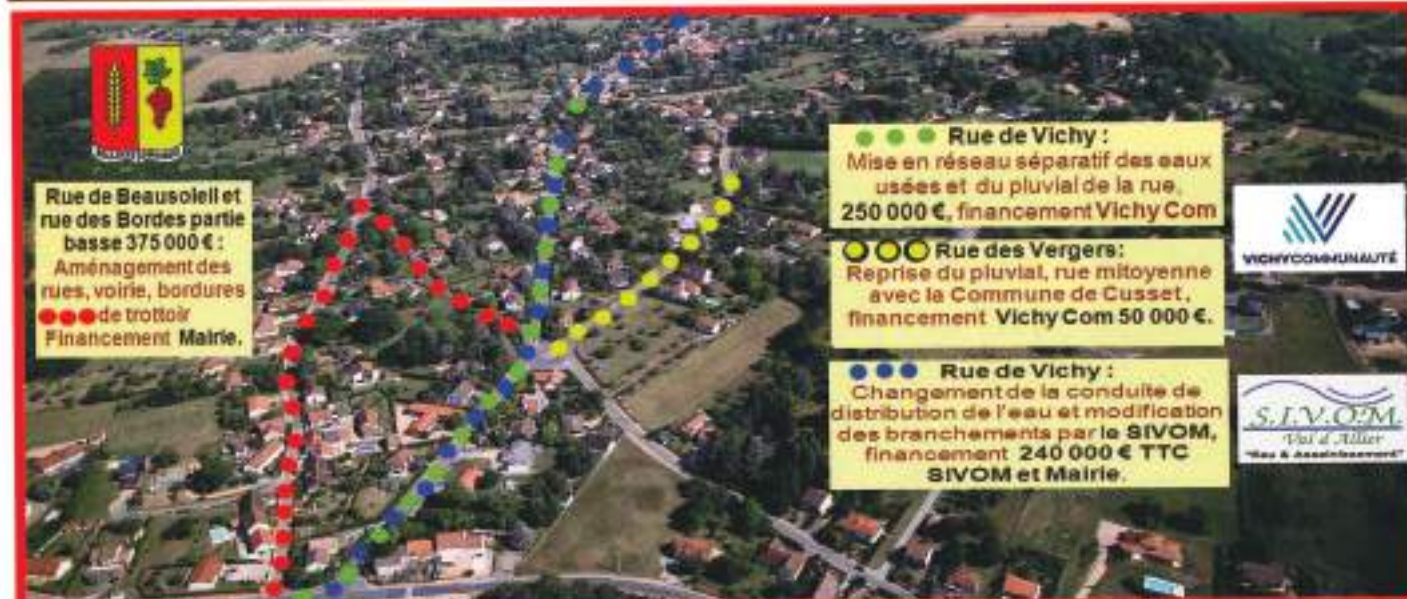 Rue de Beausoleil et
rue des Bordes partie
basse 375 000 € :
Aménagement des
rues, voirie, bordures
de trottoir
Financement Mairie.
Rue de Vichy :
Mise en réseau séparatif des eaux
usées et du pluvial de la rue,
250 000 €, financement Vichy Com
Rue des Vergers:
Reprise du pluvial, rue mitoyenne
avec la Commune de Cusset,
financement Vichy Com 50 000 €.
Rue de Vichy :
Changement de la conduite de
distribution de l'eau et modification
des branchements par le SIVOM,
financement 240 000 € TTC
SIVOM et Mairie.
VICHYCOMMUNAUTÉ
S.I.V.O.M.
Val d'Allier
"Eau & Assainissement"